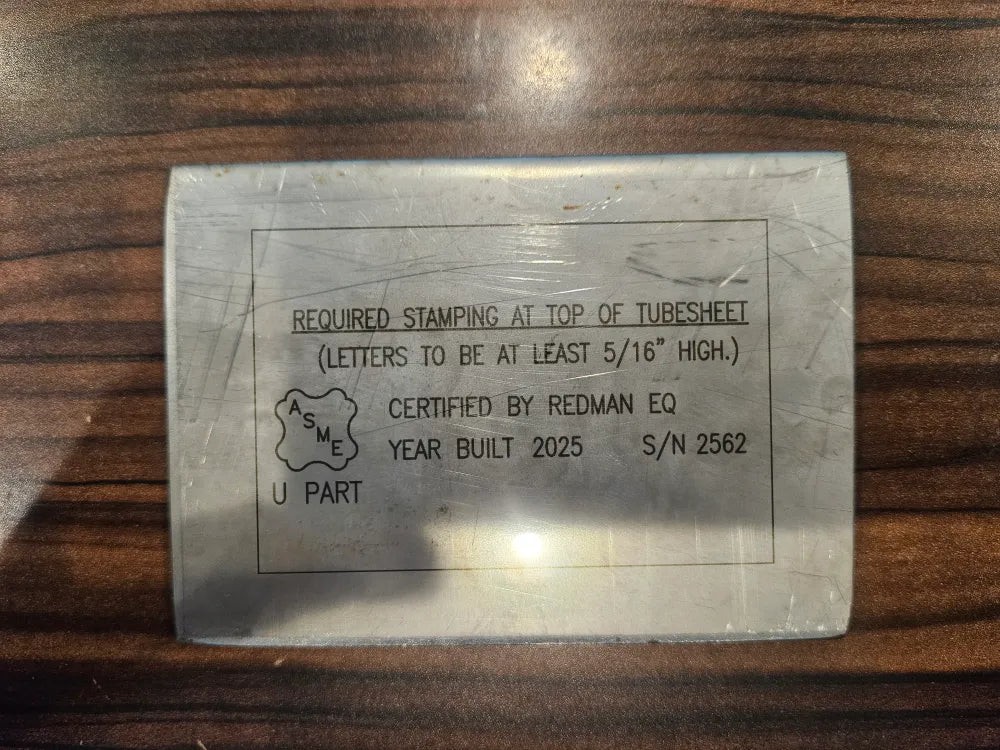 REQUIRED STAMPING AT TOP OF TUBESHEET
(LETTERS TO BE AT LEAST 5/16" HIGH.)
ASME
CERTIFIED BY REDMAN EQ
YEAR BUILT 2025 S/N 2562
U PART